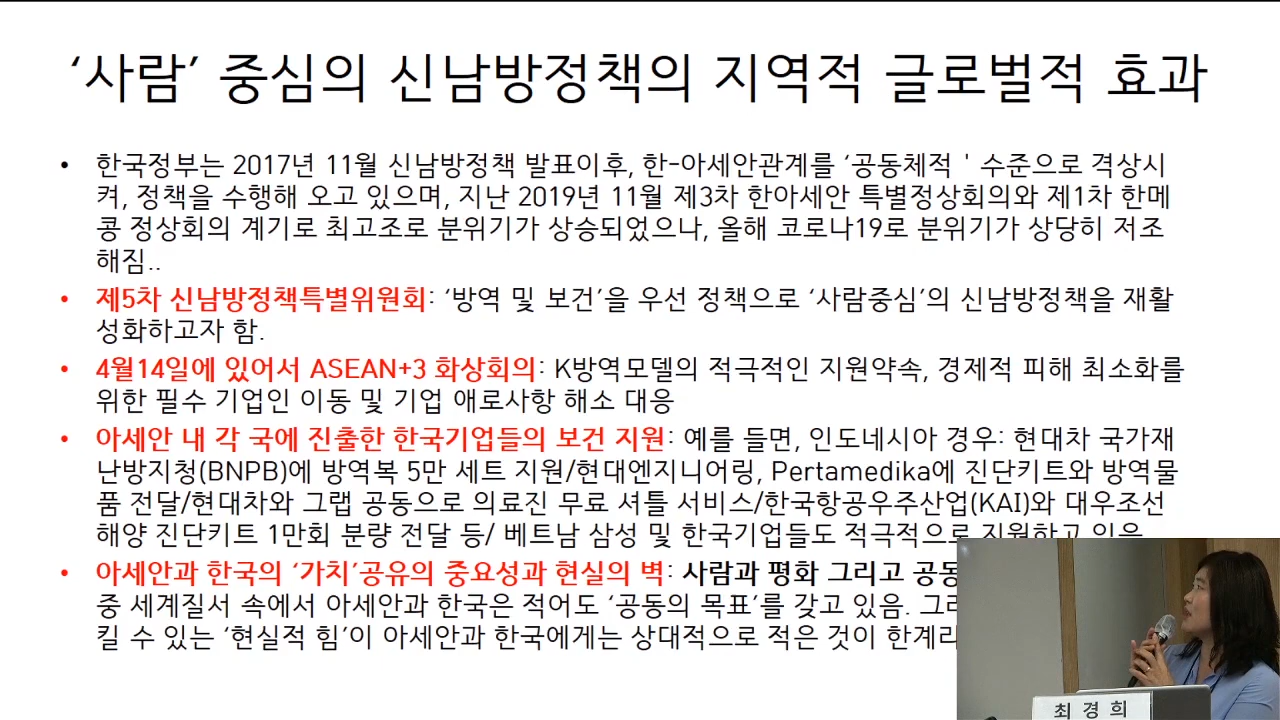 ‘사람’ 중심의 신남방정책의 지역적 글로벌적 효과
• 한국정부는 2017년 11월 신남방정책 발표이후, 한-아세안관계를 ‘공동체적 ' 수준으로 격상시
켜, 정책을 수행해 오고 있으며, 지난 2019년 11월 제3차 한아세안 특별정상회의와 제1차 한메
콩 정상회의 계기로 최고조로 분위기가 상승되었으나, 올해 코로나19로 분위기가 상당히 저조
해짐..
• 제5차 신남방정책특별위원회: ‘방역 및 보건’을 우선 정책으로 ‘사람중심’의 신남방정책을 재활
성화하고자 함.
• 4월14일에 있어서 ASEAN+3 화상회의: K방역모델의 적극적인 지원약속, 경제적 피해 최소화를
위한 필수 기업인 이동 및 기업 애로사항 해소 대응
• 아세안 내 각 국에 진출한 한국기업들의 보건 지원: 예를 들면, 인도네시아 경우: 현대차 국가재
난방지청(BNPB)에 방역복 5만 세트 지원/현대엔지니어링, Pertamedika에 진단키트와 방역물
품 전달/현대차와 그랩 공동으로 의료진 무료 셔틀 서비스/한국항공우주산업(KAI)와 대우조선
해양 진단키트 1만회 분량 전달 등/ 베트남 삼성 및 한국기업들도 적극적으로 지원하고 있음
• 아세안과 한국의 ‘가치’공유의 중요성과 현실의 벽: 사람과 평화 그리고 공동
중 세계질서 속에서 아세안과 한국은 적어도 ‘공동의 목표’를 갖고 있음.
킬 수 있는 ‘현실적 힘’이 아세안과 한국에게는 상대적으로 적은 것이
최 경 희